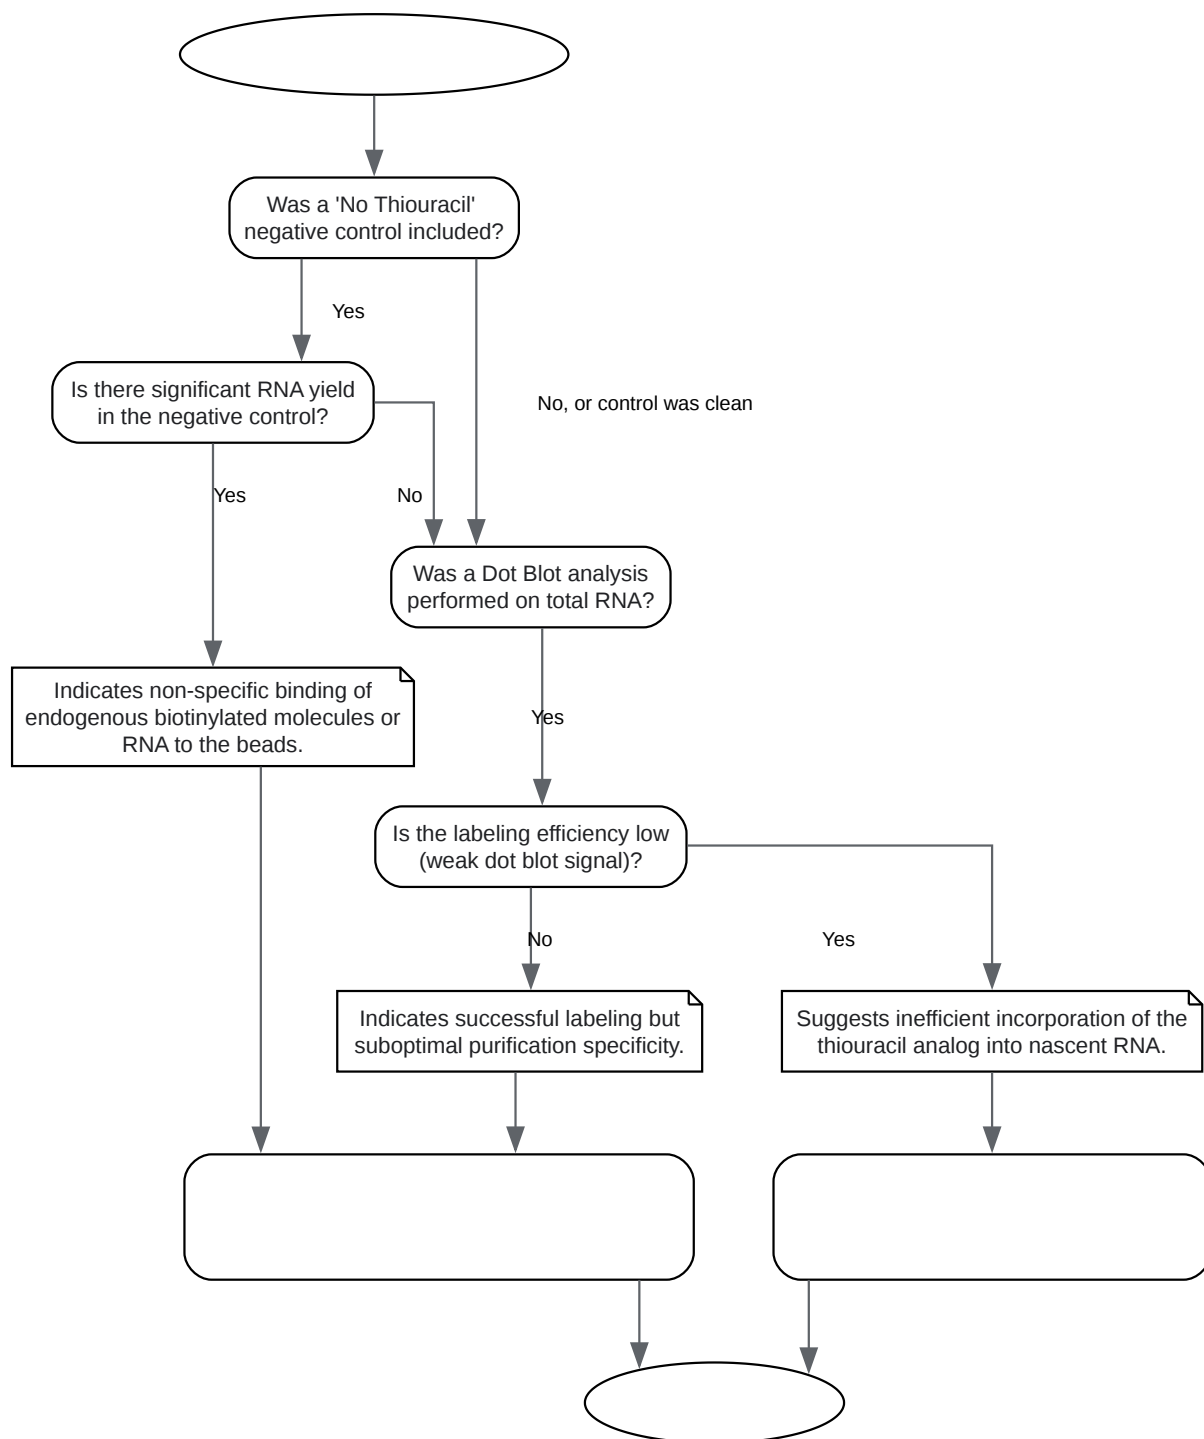 Was a 'No Thiouracil'
negative control included?
Yes
Is there significant RNA yield
in the negative control?
No, or control was clean
Yes
No
Was a Dot Blot analysis
performed on total RNA?
Indicates non-specific binding of
endogenous biotinylated molecules or
RNA to the beads.
Yes
Is the labeling efficiency low
(weak dot blot signal)?
No
Yes
Indicates successful labeling but
suboptimal purification specificity.
Suggests inefficient incorporation of the
thiouracil analog into nascent RNA.